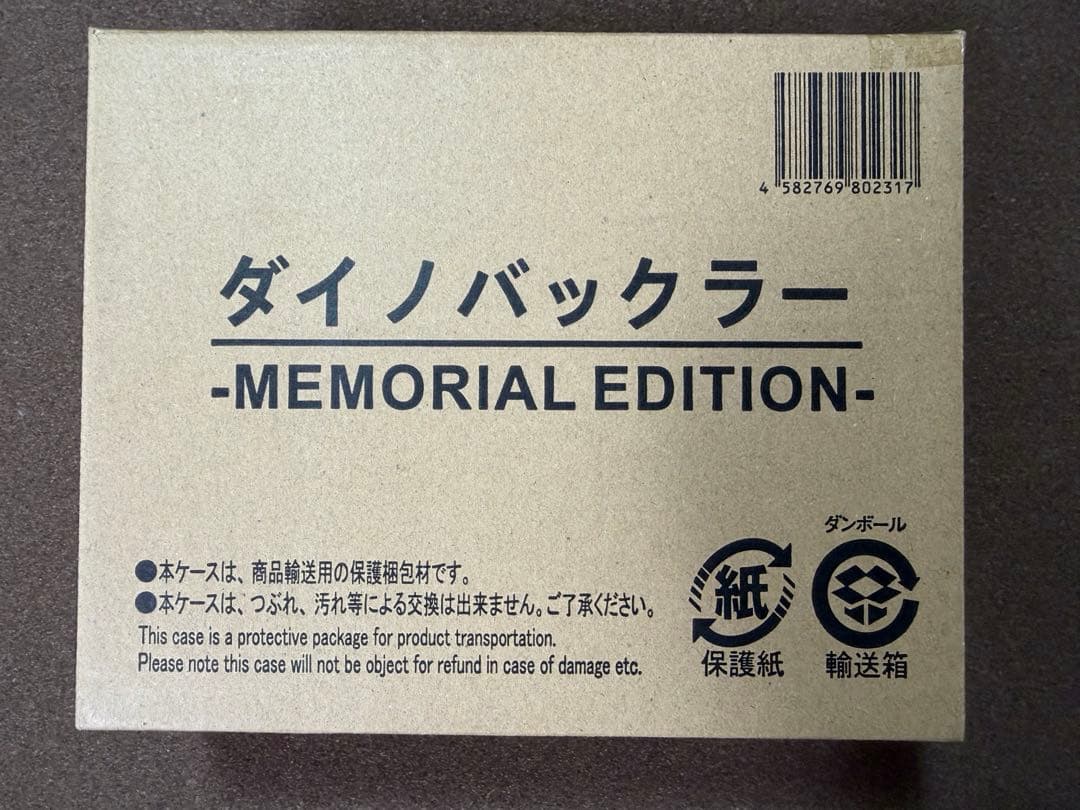 4 582769 802317
ダイノバックラー
-MEMORIAL EDITION-
●本ケースは、商品輸送用の保護梱包材です。
●本ケースは、つぶれ、汚れ等による交換は出来ません。ご了承ください。
This case is a protective package for product transportation.
Please note this case will not be object for refund in case of damage etc.
紙
保護紙
ダンボール
輸送箱